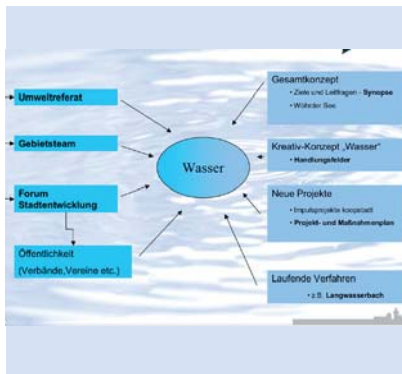 Umweltreferat
Gebietsteam
Forum
Stadtentwicklung
Öffentlichkeit
(Verbände,Vereine etc.)
Wasser
Gesamtkonzept
• Ziele und Leitfragen - Synopse
• Wöhrder See
Kreativ-Konzept „Wasser“
• Handlungsfelder
Neue Projekte
• Impulsprojekte koopstadt
• Projekt- und Maßnahmenplan
Laufende Verfahren
• z.B. Langwasserbach